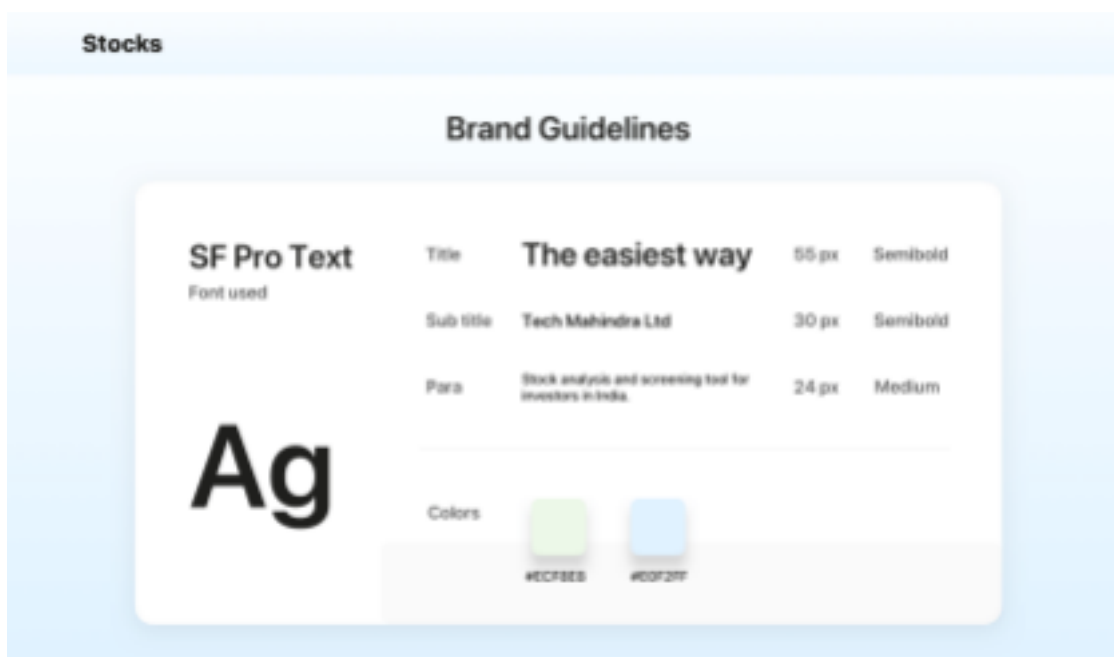 Stocks
Brand Guidelines
SF Pro Text
Font used
Title
The easiest way
55 px
Semibold
Sub title
Tech Mahindra Ltd
30 px
Semibold
Para
Stock analysis and screening tool for
investors in India.
24 px
Medium
Ag
Colors
#E0F2FF